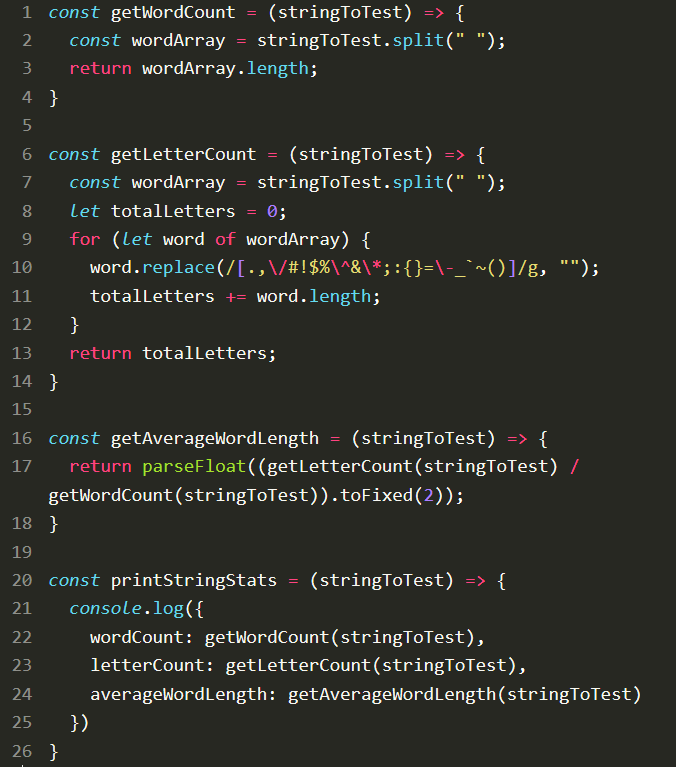 1 const getWordCount = (stringToTest) => {
2   const wordArray = stringToTest.split(" ");
3   return wordArray.length;
4 }
5
6 const getLetterCount = (stringToTest) => {
7   const wordArray = stringToTest.split(" ");
8   let totalLetters = 0;
9   for (let word of wordArray) {
10     word.replace(/[.,\/#!$%\^&\*;:{}=\-_`~()]/g, "");
11     totalLetters += word.length;
12   }
13   return totalLetters;
14 }
15
16 const getAverageWordLength = (stringToTest) => {
17   return parseFloat((getLetterCount(stringToTest) /
getWordCount(stringToTest)).toFixed(2));
18 }
19
20 const printStringStats = (stringToTest) => {
21   console.log({
22     wordCount: getWordCount(stringToTest),
23     letterCount: getLetterCount(stringToTest),
24     averageWordLength: getAverageWordLength(stringToTest)
25   })
26 }